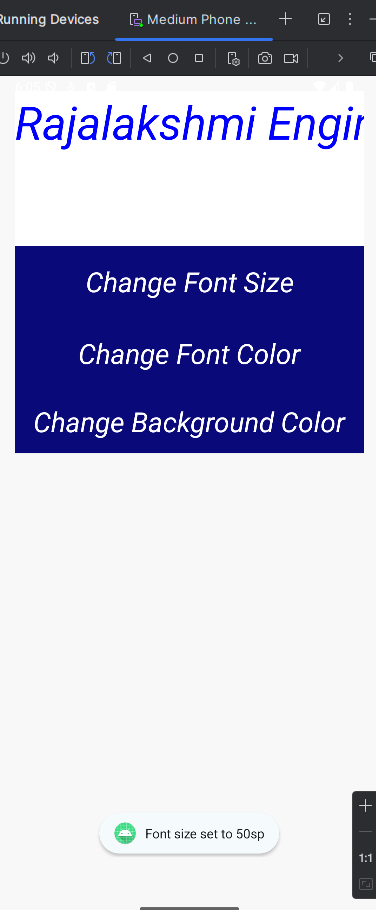 Running Devices
Medium Phone ...
Rajalakshmi Engin
Change Font Size
Change Font Color
Change Background Color
Font size set to 50sp
1:1